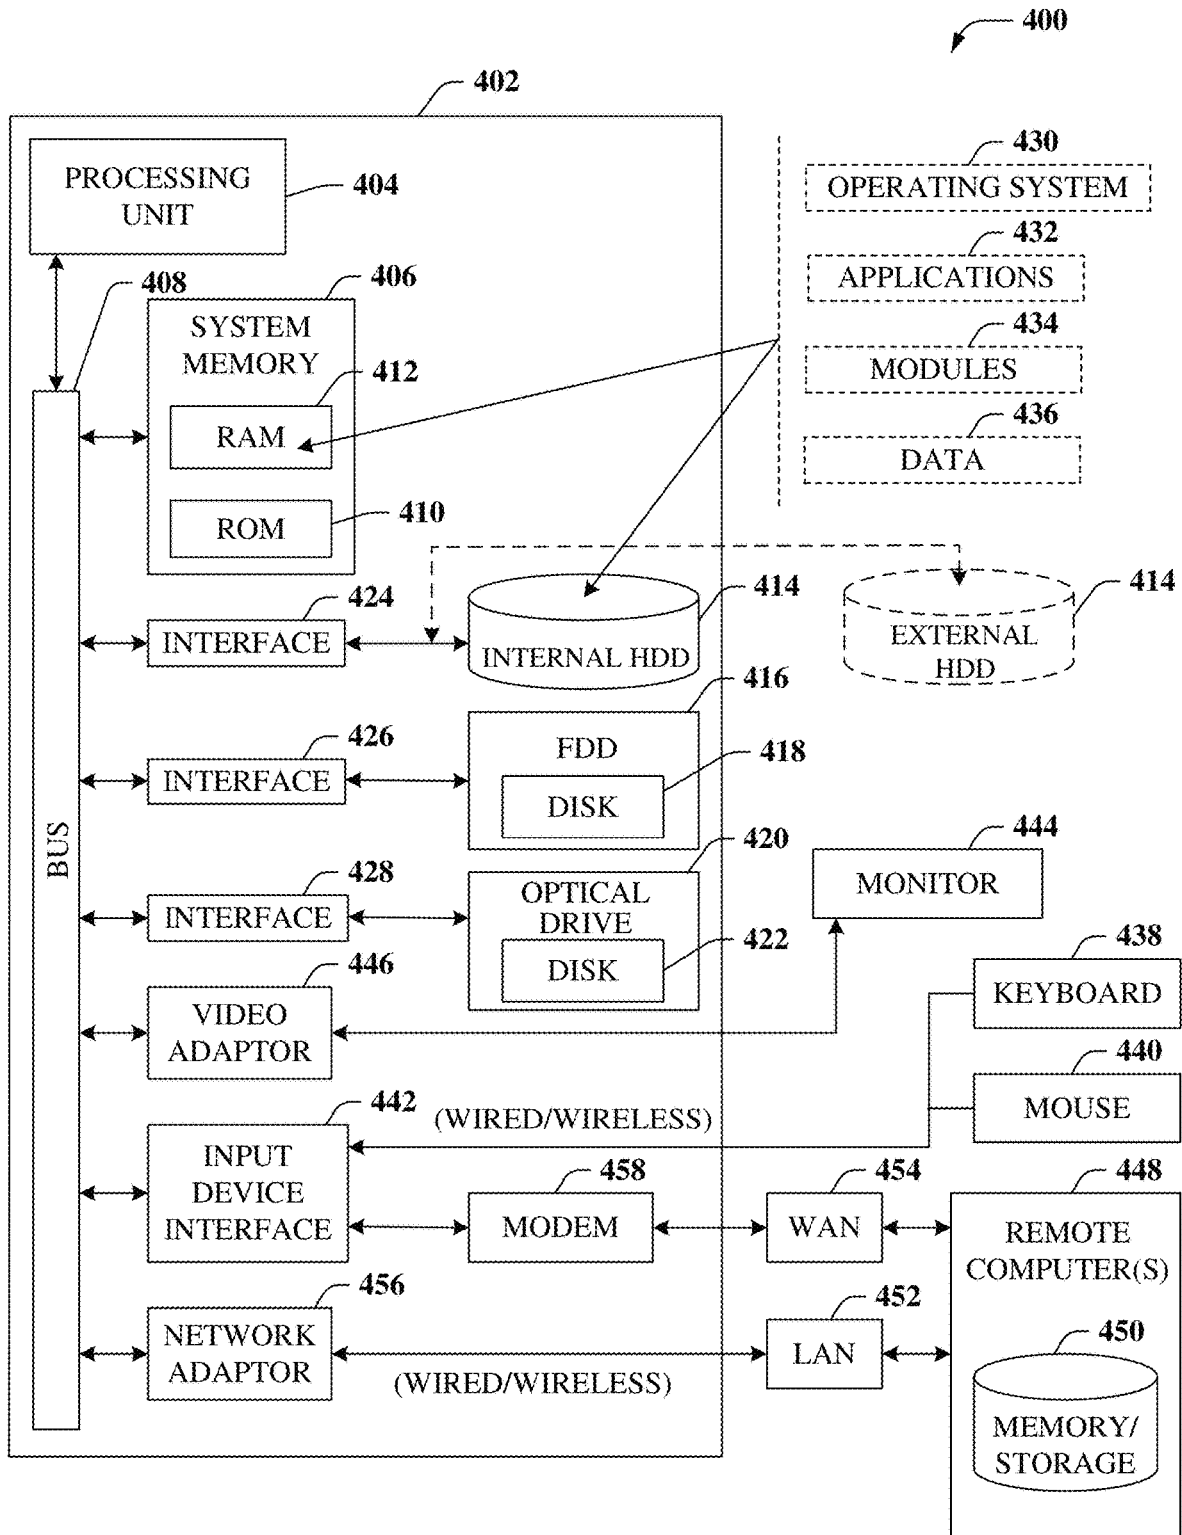 400
402
PROCESSING
UNIT
404
430
OPERATING SYSTEM
432
APPLICATIONS
434
MODULES
436
DATA
408
406
SYSTEM
MEMORY
412
RAM
410
ROM
BUS
424
INTERFACE
414
INTERNAL HDD
414
EXTERNAL
HDD
426
INTERFACE
416
FDD
418
DISK
428
INTERFACE
420
OPTICAL
DRIVE
422
DISK
444
MONITOR
446
VIDEO
ADAPTOR
438
KEYBOARD
440
MOUSE
442
INPUT
DEVICE
INTERFACE
(WIRED/WIRELESS)
458
MODEM
454
WAN
448
REMOTE
COMPUTER(S)
456
NETWORK
ADAPTOR
(WIRED/WIRELESS)
452
LAN
450
MEMORY/
STORAGE